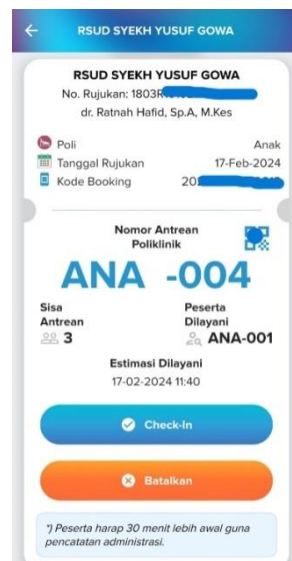 RSUD SYEKH YUSUF GOWA
RSUD SYEKH YUSUF GOWA
No. Rujukan: 1803R
dr. Ratnah Hafid, Sp.A, M.Kes
Poli Anak
Tanggal Rujukan 17-Feb-2024
Kode Booking 20
Nomor Antrean
Poliklinik
ANA -004
Sisa Peserta
Antrean Dilayani
3 ANA-001
Estimasi Dilayani
17-02-2024 11:40
Check-In
Batalkan
*) Peserta harap 30 menit lebih awal guna
pencatatan administrasi.